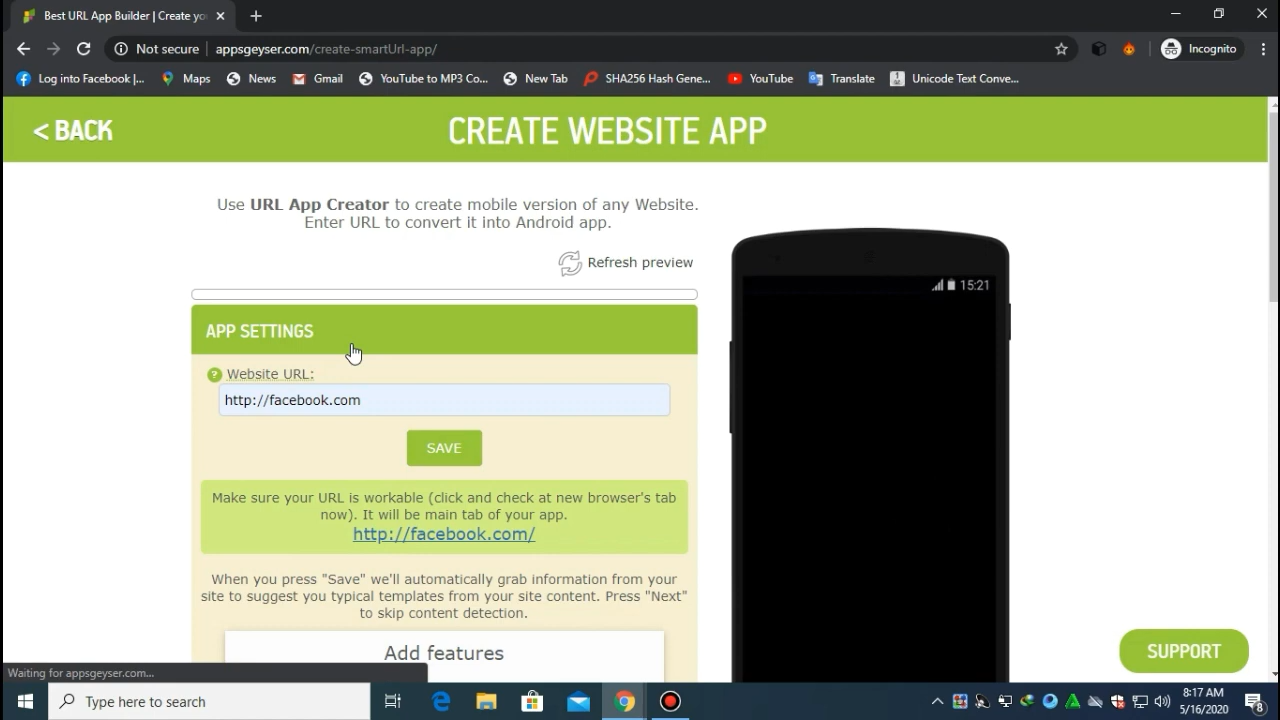 Best URL App Builder | Create yo
Not secure
appsgeyser.com/create-smartUrl-app/
Incognito
Log into Facebook |...
Maps
News
Gmail
YouTube to MP3 Co...
New Tab
SHA256 Hash Gene...
YouTube
Translate
Unicode Text Conve...
< BACK
CREATE WEBSITE APP
Use URL App Creator to create mobile version of any Website.
Enter URL to convert it into Android app.
Refresh preview
15:21
APP SETTINGS
? Website URL:
http://facebook.com
SAVE
Make sure your URL is workable (click and check at new browser's tab
now). It will be main tab of your app.
http://facebook.com/
When you press "Save" we'll automatically grab information from your
site to suggest you typical templates from your site content. Press "Next"
to skip content detection.
Add features
SUPPORT
Waiting for appsgeyser.com...
Type here to search
8:17 AM
5/16/2020
8